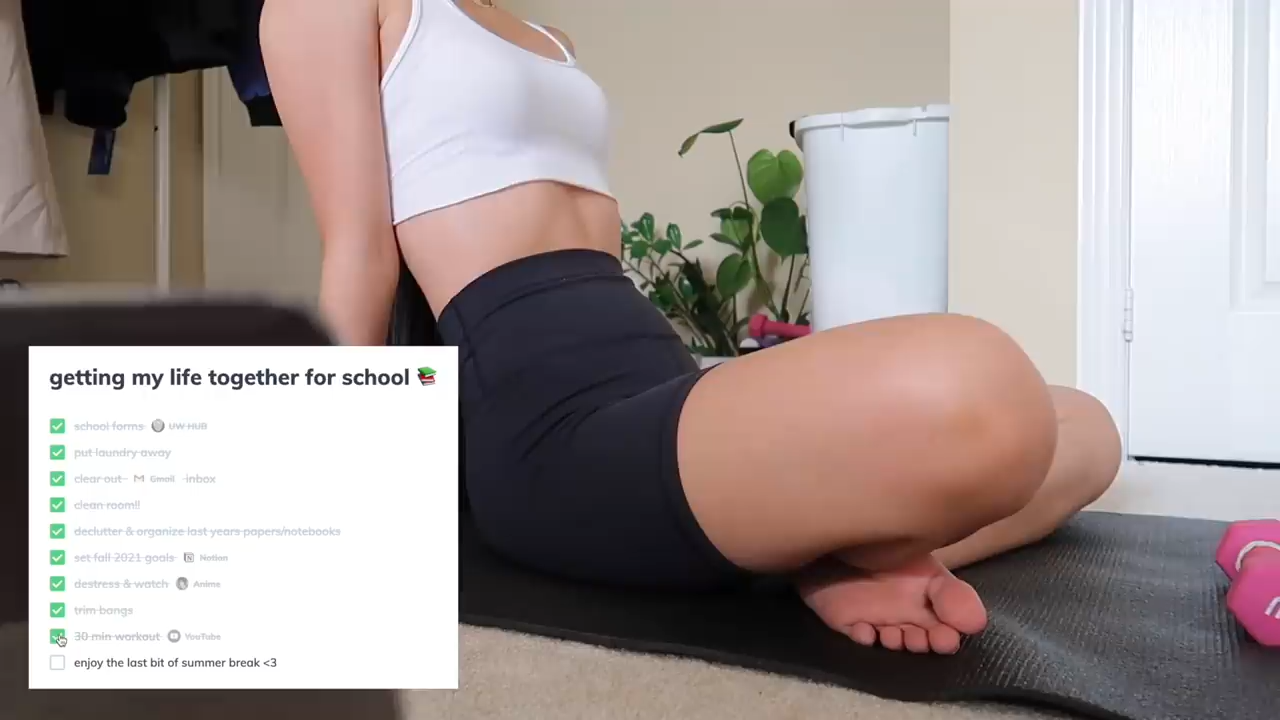 getting my life together for school 📚
school forms UW HUB
put laundry away
clear out Gmail inbox
clean room!!
declutter & organize last years papers/notebooks
set fall 2021 goals Notion
destress & watch Anime
trim bangs
30 min workout YouTube
enjoy the last bit of summer break <3